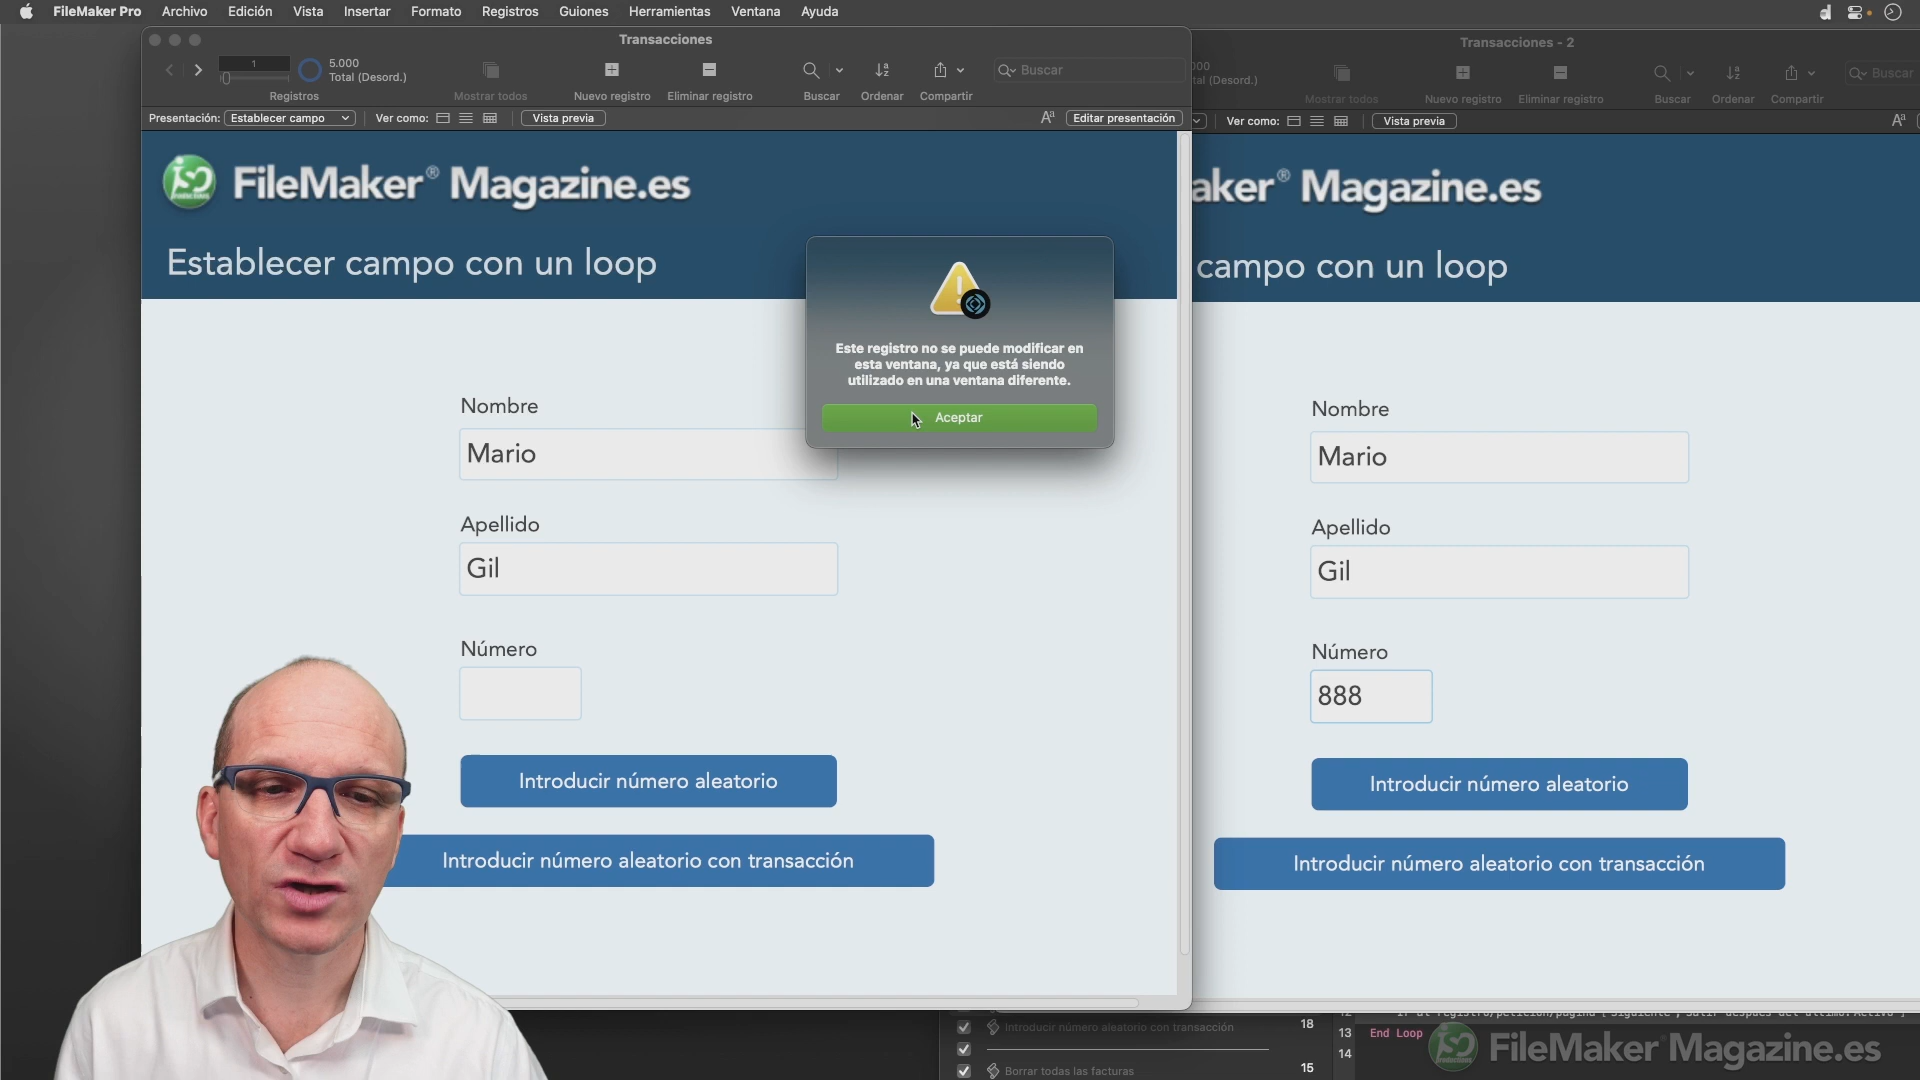 FileMaker Pro Archivo Edición Vista Insertar Formato Registros Guiones Herramientas Ventana Ayuda
Transacciones
1
5.000
Total (Desord.)
Registros
Mostrar todos
Nuevo registro
Eliminar registro
Buscar
Ordenar
Compartir
Buscar
Presentación: Establecer campo
Ver como:
Vista previa
Editar presentación
FileMaker® Magazine.es
Establecer campo con un loop
Nombre
Mario
Apellido
Gil
Número
Introducir número aleatorio
Introducir número aleatorio con transacción
Este registro no se puede modificar en
esta ventana, ya que está siendo
utilizado en una ventana diferente.
Aceptar
Transacciones - 2
(Desord.)
Mostrar todos
Nuevo registro
Eliminar registro
Buscar
Ordenar
Compartir
Buscar
Ver como:
Vista previa
aker® Magazine.es
campo con un loop
Nombre
Mario
Apellido
Gil
Número
888
Introducir número aleatorio
Introducir número aleatorio con transacción
Introducir número aleatorio con transacción 18
Borrar todas las facturas 15
13 End Loop
14
FileMaker Magazine.es